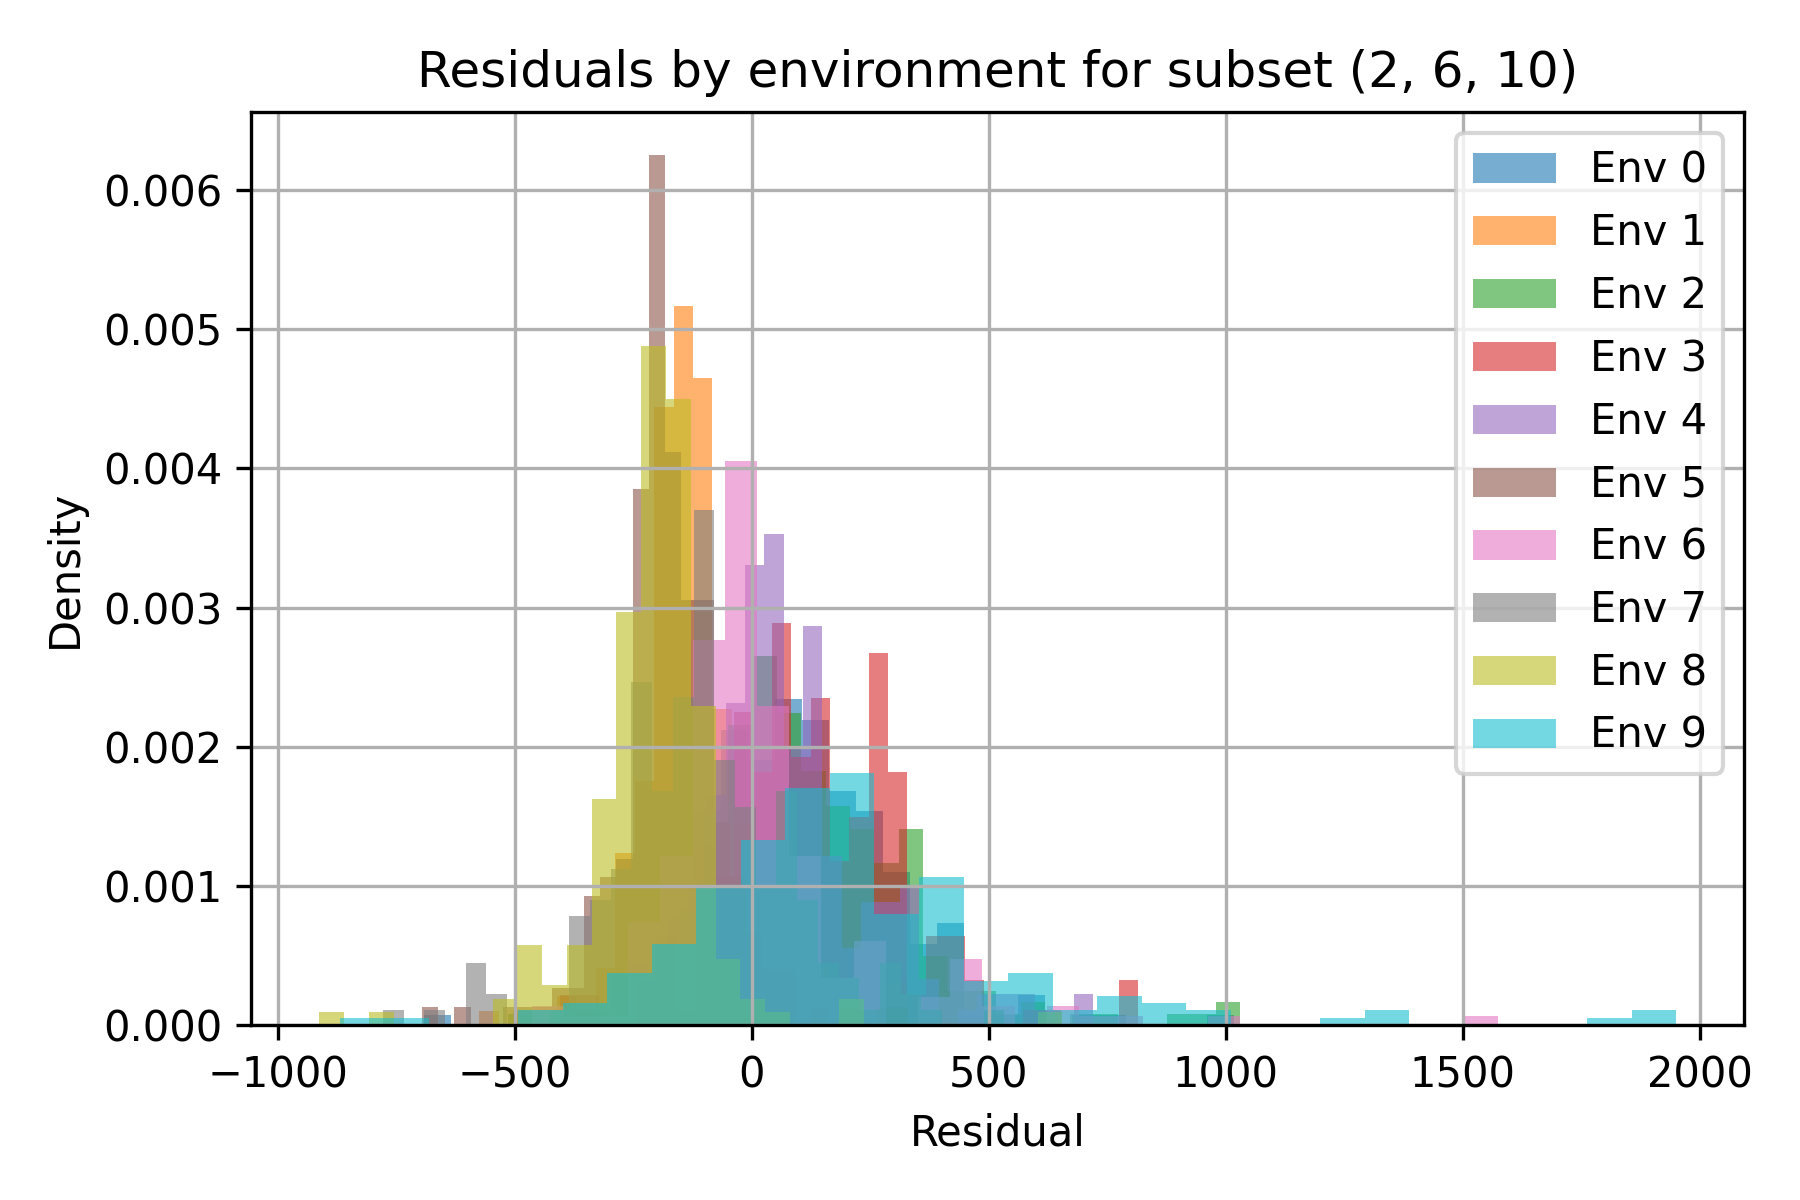 Residuals by environment for subset (2, 6, 10)
Density
0.006
0.005
0.004
0.003
0.002
0.001
0.000
−1000
−500
0
500
1000
1500
2000
Residual
Env 0
Env 1
Env 2
Env 3
Env 4
Env 5
Env 6
Env 7
Env 8
Env 9